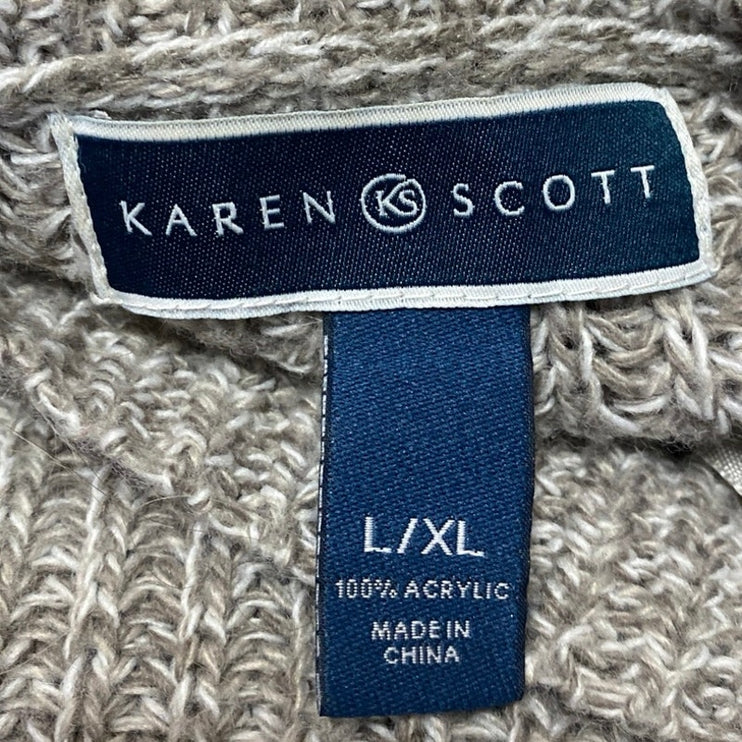 KAREN KS SCOTT
L/XL
100% ACRYLIC
MADE IN
CHINA